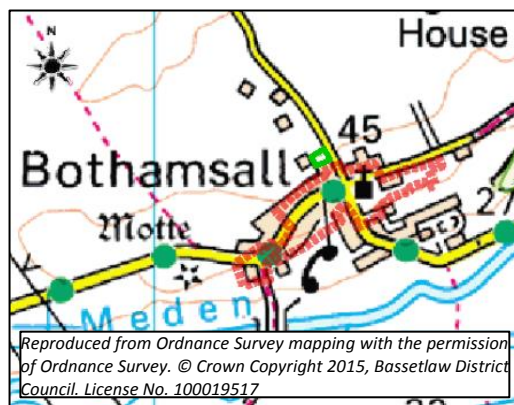 N
House
45
Bothamsall
27
Motte
Meden
Reproduced from Ordnance Survey mapping with the permission
of Ordnance Survey. © Crown Copyright 2015, Bassetlaw District
Council. License No. 100019517